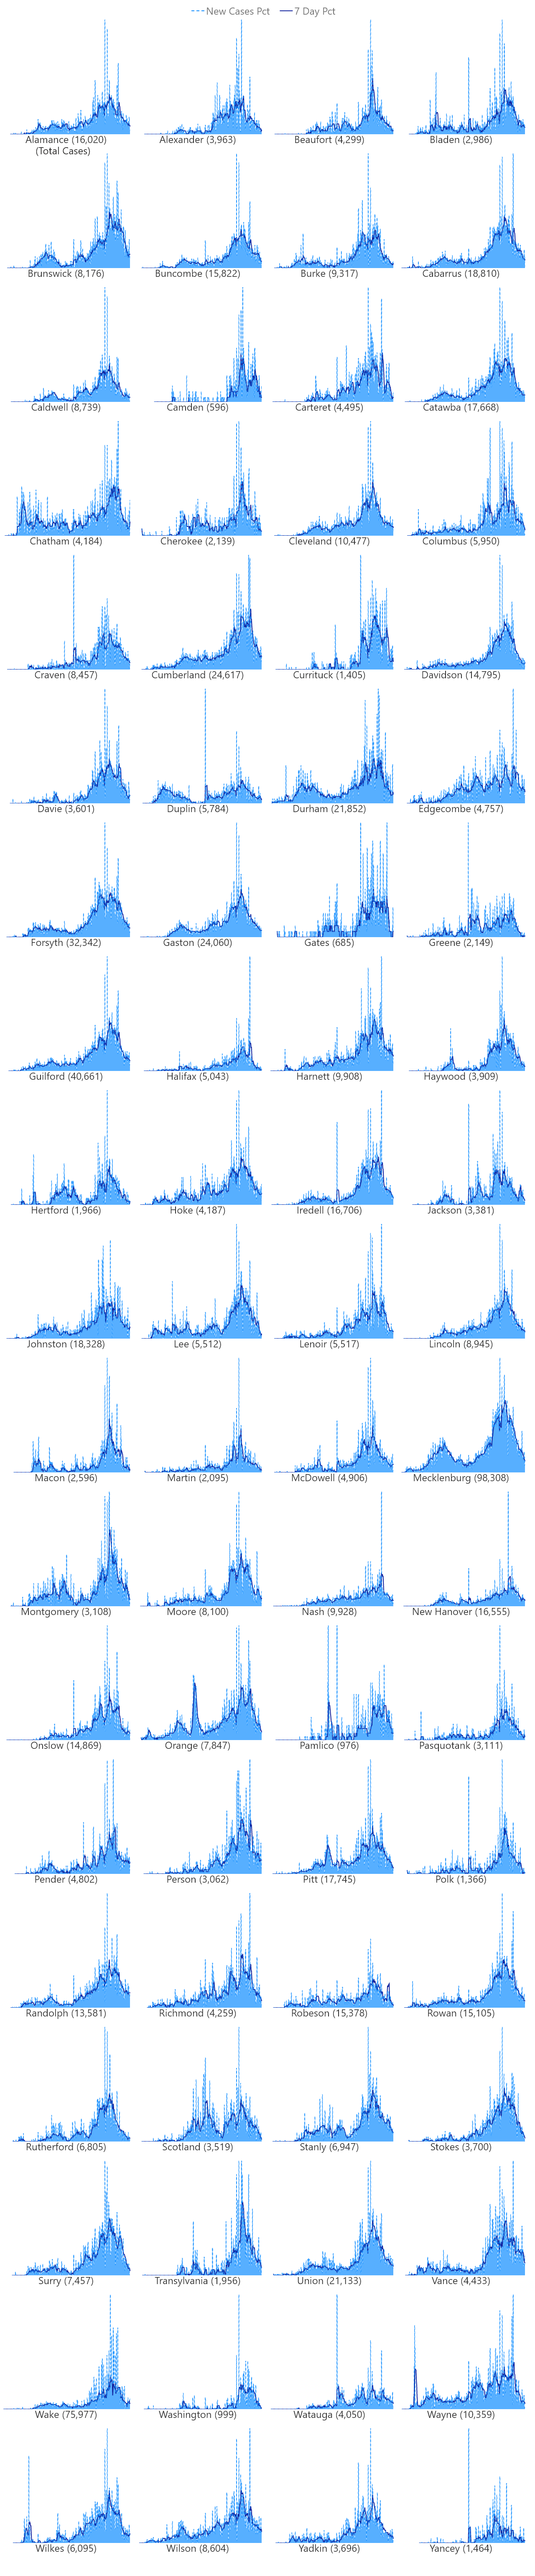 New Cases Pct 7 Day Pct
Alamance (16,020) Alexander (3,963) Beaufort (4,299) Bladen (2,986)
(Total Cases)
Brunswick (8,176) Buncombe (15,822) Burke (9,317) Cabarrus (18,810)
Caldwell (8,739) Camden (596) Carteret (4,495) Catawba (17,668)
Chatham (4,184) Cherokee (2,139) Cleveland (10,477) Columbus (5,950)
Craven (8,457) Cumberland (24,617) Currituck (1,405) Davidson (14,795)
Davie (3,601) Duplin (5,784) Durham (21,852) Edgecombe (4,757)
Forsyth (32,342) Gaston (24,060) Gates (685) Greene (2,149)
Guilford (40,661) Halifax (5,043) Harnett (9,908) Haywood (3,909)
Hertford (1,966) Hoke (4,187) Iredell (16,706) Jackson (3,381)
Johnston (18,328) Lee (5,512) Lenoir (5,517) Lincoln (8,945)
Macon (2,596) Martin (2,095) McDowell (4,906) Mecklenburg (98,308)
Montgomery (3,108) Moore (8,100) Nash (9,928) New Hanover (16,555)
Onslow (14,869) Orange (7,847) Pamlico (976) Pasquotank (3,111)
Pender (4,802) Person (3,062) Pitt (17,745) Polk (1,366)
Randolph (13,581) Richmond (4,259) Robeson (15,378) Rowan (15,105)
Rutherford (6,805) Scotland (3,519) Stanly (6,947) Stokes (3,700)
Surry (7,457) Transylvania (1,956) Union (21,133) Vance (4,433)
Wake (75,977) Washington (999) Watauga (4,050) Wayne (10,359)
Wilkes (6,095) Wilson (8,604) Yadkin (3,696) Yancey (1,464)